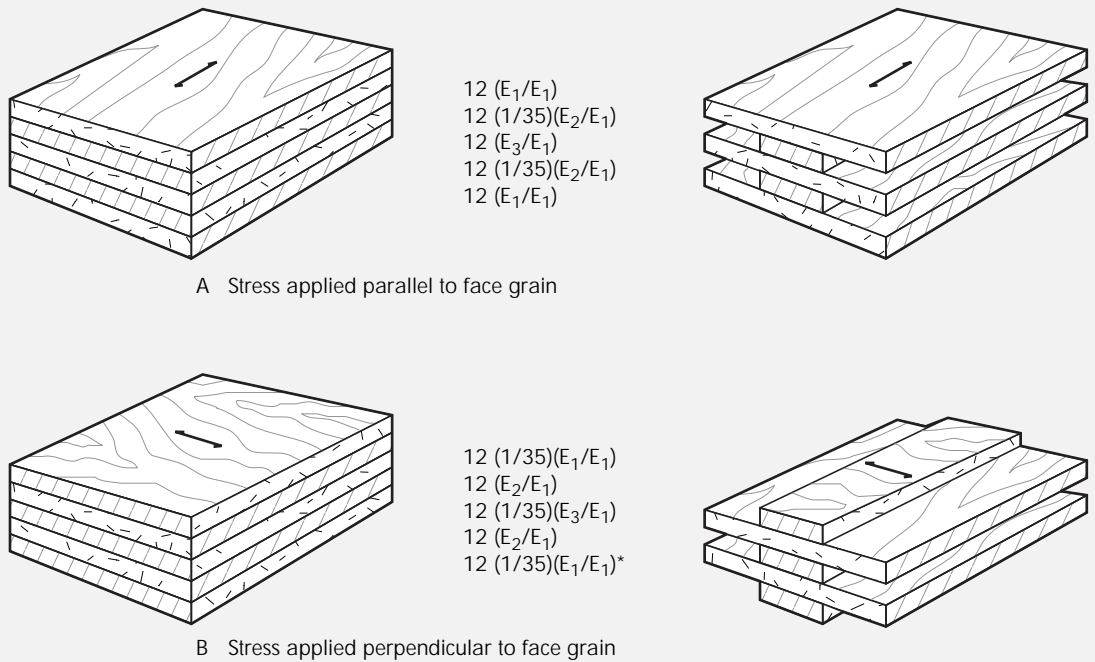 12 (E₁/E₁)
12 (1/35)(E₂/E₁)
12 (E₃/E₁)
12 (1/35)(E₂/E₁)
12 (E₁/E₁)
A Stress applied parallel to face grain
12 (1/35)(E₁/E₁)
12 (E₂/E₁)
12 (1/35)(E₃/E₁)
12 (E₂/E₁)
12 (1/35)(E₁/E₁)*
B Stress applied perpendicular to face grain